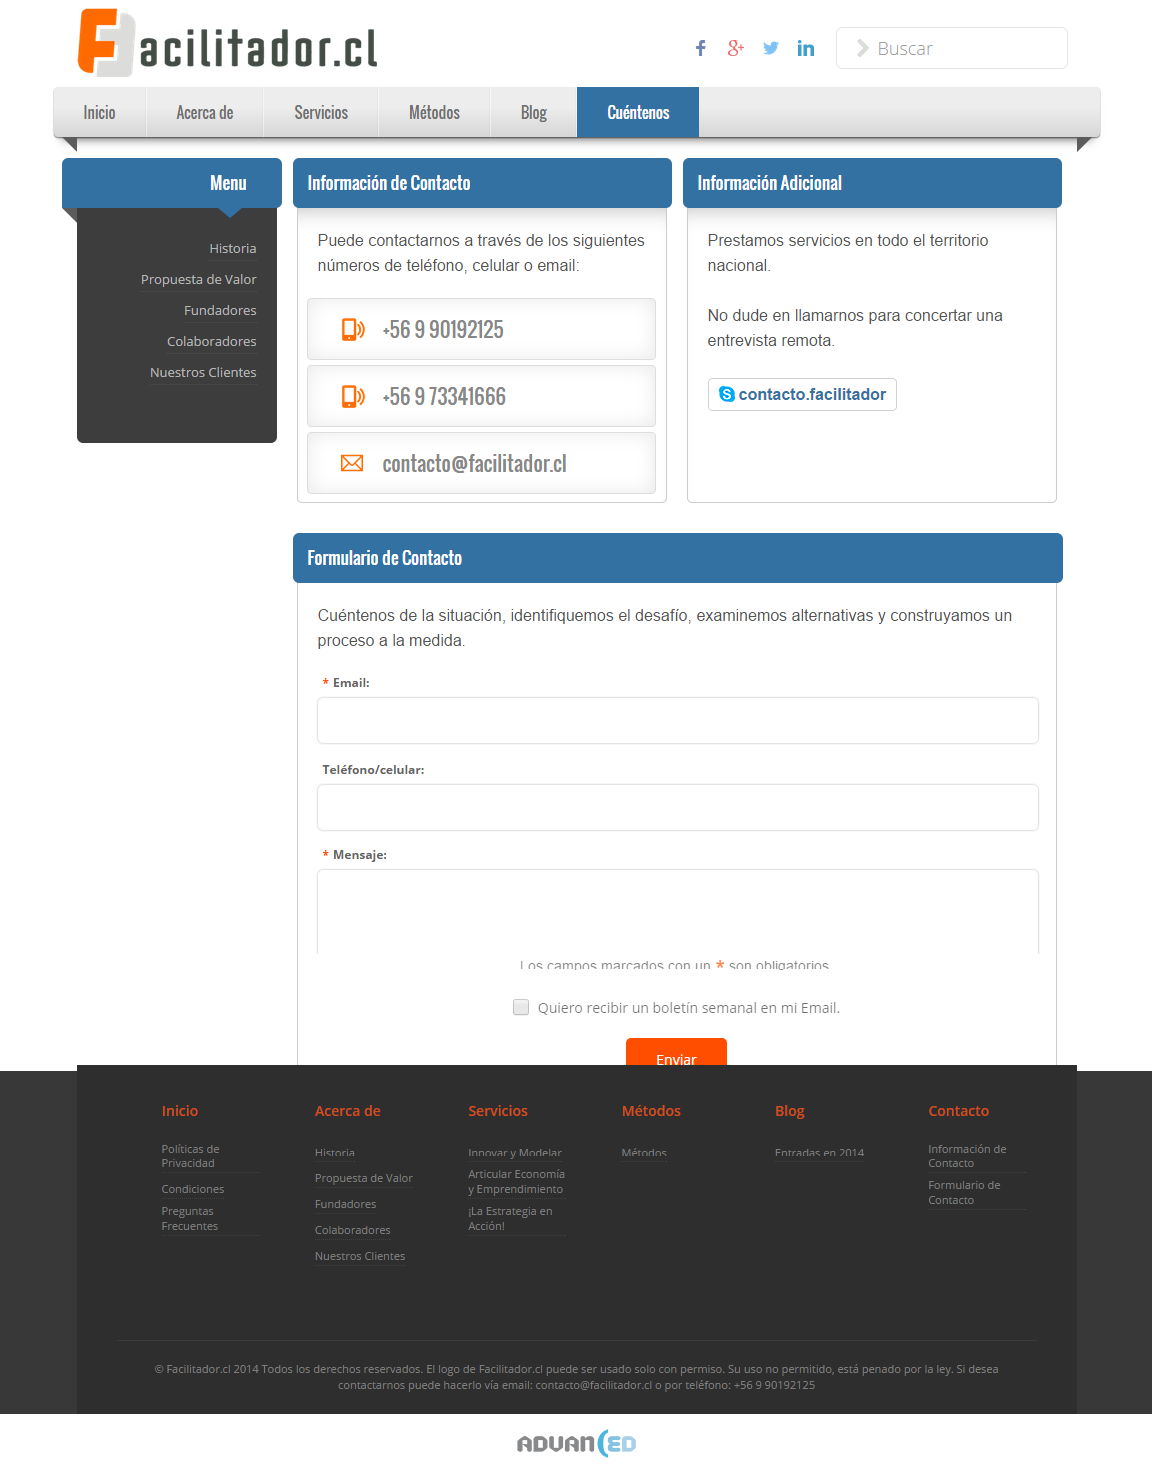 Facilitador.cl
Buscar
Inicio
Acerca de
Servicios
Métodos
Blog
Cuéntenos
Menu
Historia
Propuesta de Valor
Fundadores
Colaboradores
Nuestros Clientes
Información de Contacto
Puede contactarnos a través de los siguientes
números de teléfono, celular o email:
+56 9 90192125
+56 9 73341666
contacto@facilitador.cl
Información Adicional
Prestamos servicios en todo el territorio
nacional.
No dude en llamarnos para concertar una
entrevista remota.
contacto.facilitador
Formulario de Contacto
Cuéntenos de la situación, identifiquemos el desafío, examinemos alternativas y construyamos un
proceso a la medida.
* Email:
Teléfono/celular:
* Mensaje:
Los campos marcados con un * son obligatorios
Quiero recibir un boletín semanal en mi Email.
Enviar
Inicio
Políticas de
Privacidad
Condiciones
Preguntas
Frecuentes
Acerca de
Historia
Propuesta de Valor
Fundadores
Colaboradores
Nuestros Clientes
Servicios
Innovar y Modelar
Articular Economía
y Emprendimiento
¡La Estrategia en
Acción!
Métodos
Métodos
Blog
Entradas en 2014
Contacto
Información de
Contacto
Formulario de
Contacto
© Facilitador.cl 2014 Todos los derechos reservados. El logo de Facilitador.cl puede ser usado solo con permiso. Su uso no permitido, está penado por la ley. Si desea
contactarnos puede hacerlo vía email: contacto@facilitador.cl o por teléfono: +56 9 90192125
ADVANCED